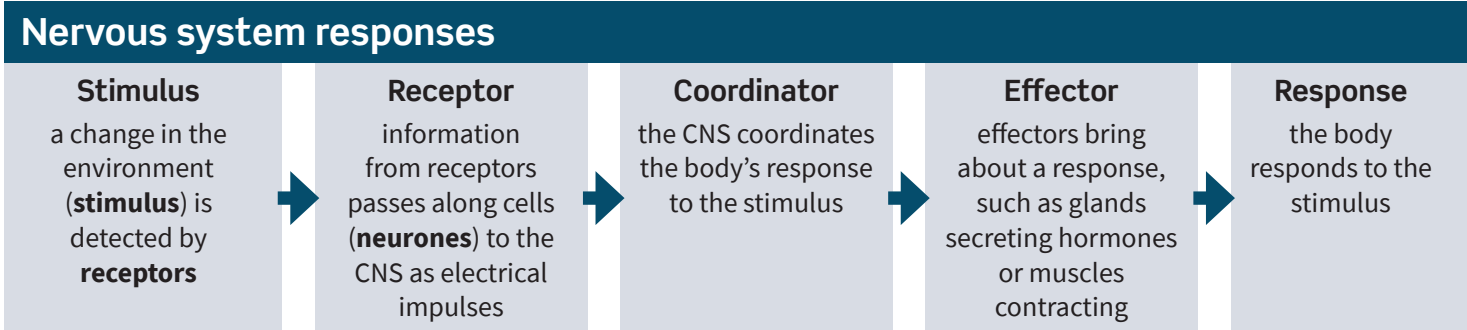 Nervous system responses
Stimulus
a change in the
environment
(stimulus) is
detected by
receptors
Receptor
information
from receptors
passes along cells
(neurones) to the
CNS as electrical
impulses
Coordinator
the CNS coordinates
the body’s response
to the stimulus
Effector
effectors bring
about a response,
such as glands
secreting hormones
or muscles
contracting
Response
the body
responds to the
stimulus